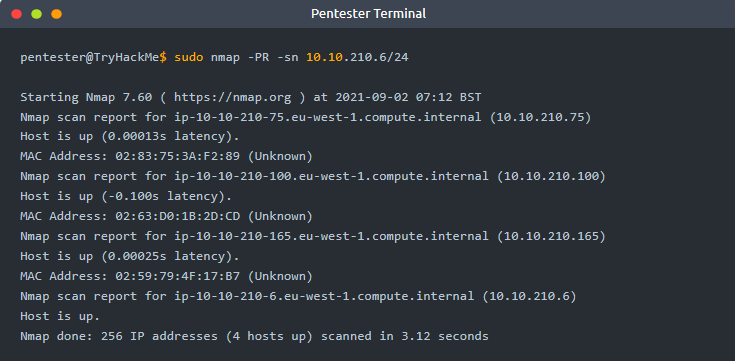 Pentester Terminal
pentester@TryHackMe$ sudo nmap -PR -sn 10.10.210.6/24
Starting Nmap 7.60 ( https://nmap.org ) at 2021-09-02 07:12 BST
Nmap scan report for ip-10-10-210-75.eu-west-1.compute.internal (10.10.210.75)
Host is up (0.00013s latency).
MAC Address: 02:83:75:3A:F2:89 (Unknown)
Nmap scan report for ip-10-10-210-100.eu-west-1.compute.internal (10.10.210.100)
Host is up (-0.100s latency).
MAC Address: 02:63:D0:1B:2D:CD (Unknown)
Nmap scan report for ip-10-10-210-165.eu-west-1.compute.internal (10.10.210.165)
Host is up (0.00025s latency).
MAC Address: 02:59:79:4F:17:B7 (Unknown)
Nmap scan report for ip-10-10-210-6.eu-west-1.compute.internal (10.10.210.6)
Host is up.
Nmap done: 256 IP addresses (4 hosts up) scanned in 3.12 seconds